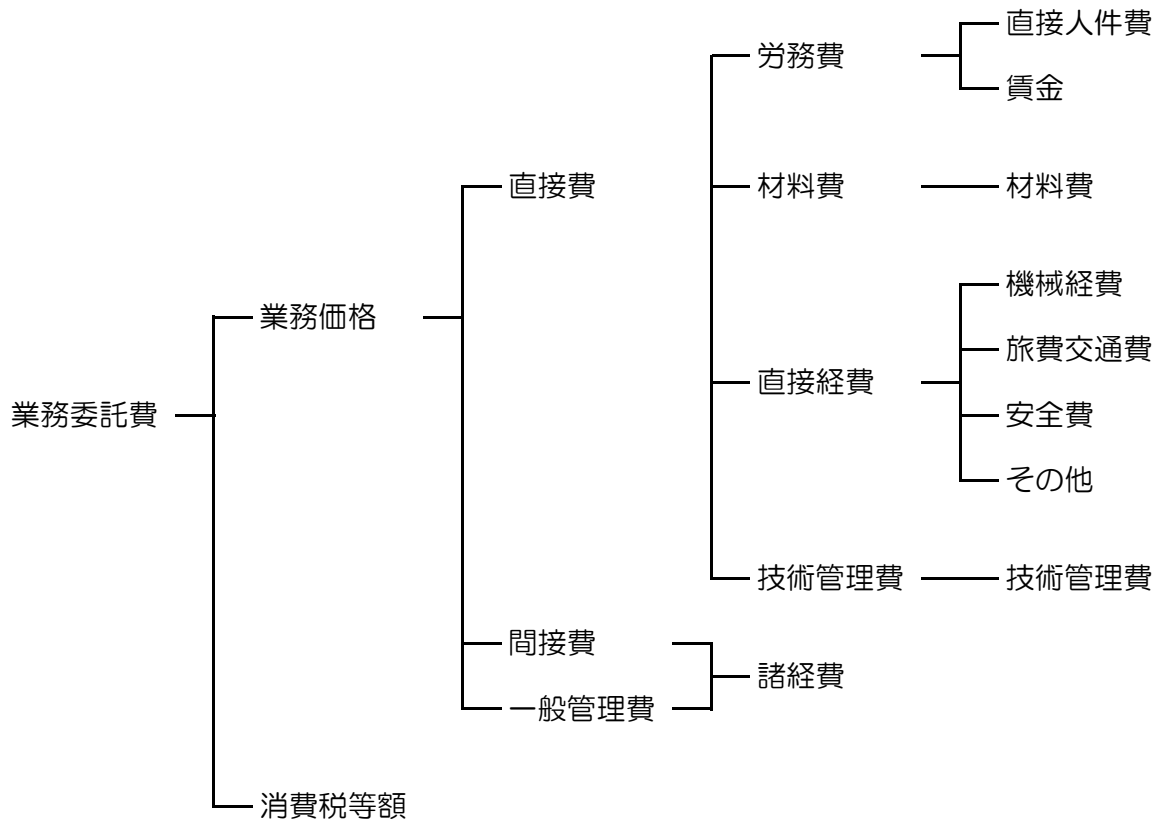 直接人件費
労務費
賃金
直接費
材料費
材料費
機械経費
業務価格
旅費交通費
直接経費
業務委託費
安全費
その他
技術管理費
技術管理費
間接費
諸経費
一般管理費
消費税等額